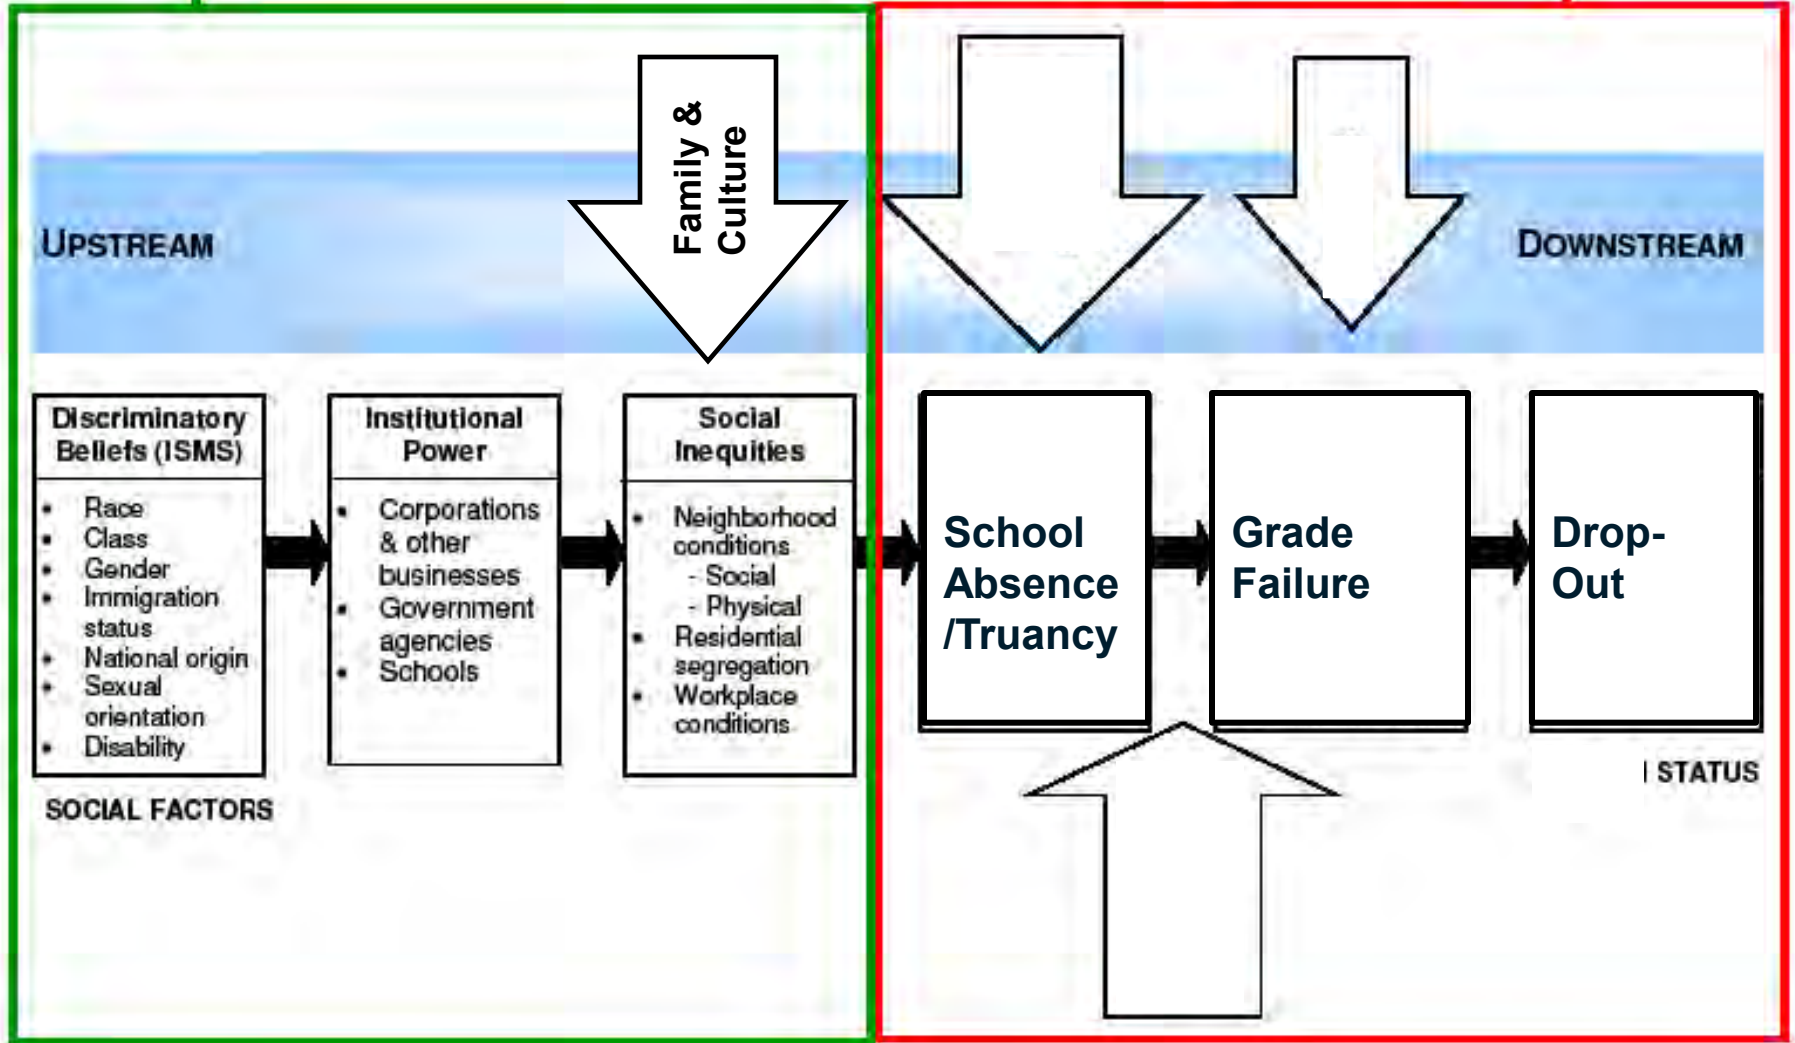 Family &
Culture
UPSTREAM
DOWNSTREAM
Discriminatory
Beliefs (ISMS)
• Race
• Class
• Gender
• Immigration
status
• National origin
• Sexual
orientation
• Disability
SOCIAL FACTORS
Institutional
Power
• Corporations
& other
businesses
• Government
agencies
• Schools
Social
Inequities
• Neighborhood
conditions
- Social
- Physical
• Residential
segregation
• Workplace
conditions
School
Absence
/Truancy
Grade
Failure
Drop-
Out
STATUS